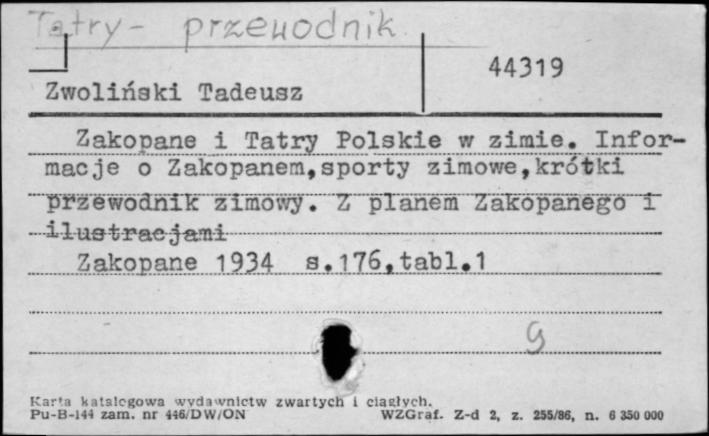 Tatry - przewodnik
44319
Zwoliński Tadeusz
Zakopane i Tatry Polskie w zimie. Infor-
macje o Zakopanem,sporty zimowe,krótki
przewodnik zimowy. Z planem Zakopanego i
ilustracjami
Zakopane 1934 s.176,tabl.1
g
Karta katalogowa wydawnictw zwartych i ciągłych.
Pu-B-144 zam. nr 446/DW/ON WZGraf. Z-d 2, z. 255/86, n. 6 350 000